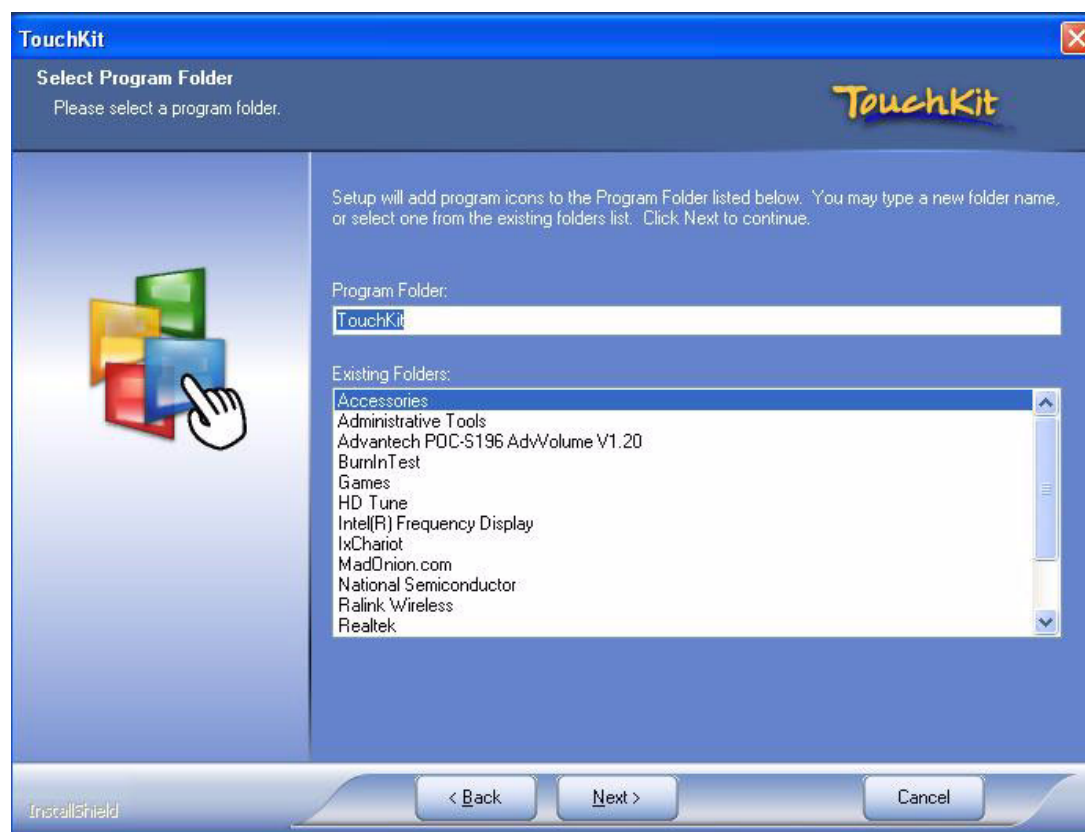 TouchKit
Select Program Folder
Please select a program folder.
TouchKit
Setup will add program icons to the Program Folder listed below. You may type a new folder name,
or select one from the existing folders list. Click Next to continue.
Program Folder:
TouchKit
Existing Folders:
Accessories
Administrative Tools
Advantech POC-S196 AdvVolume V1.20
BurnInTest
Games
HD Tune
Intel(R) Frequency Display
IxChariot
MadOnion.com
National Semiconductor
Ralink Wireless
Realtek
InstallShield
< Back
Next >
Cancel